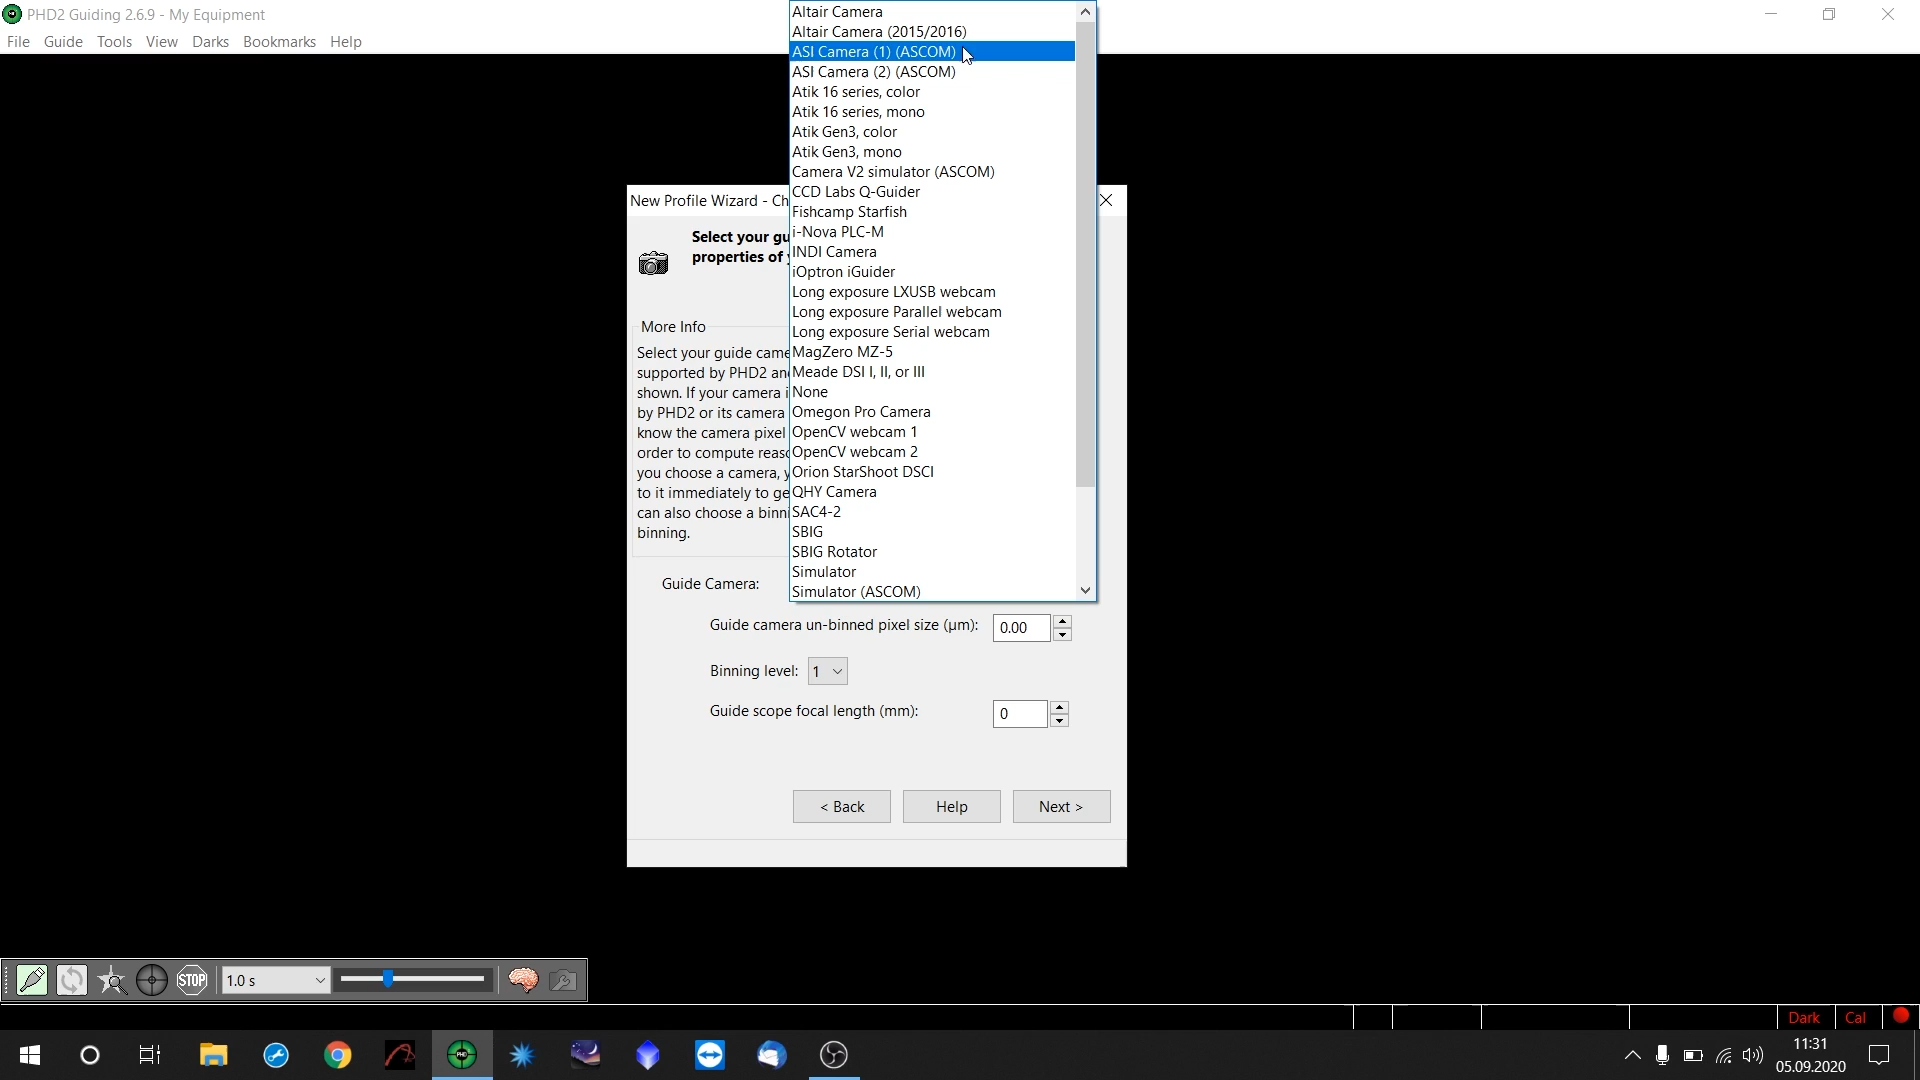 PHD2 Guiding 2.6.9 - My Equipment
File Guide Tools View Darks Bookmarks Help
Altair Camera
Altair Camera (2015/2016)
ASI Camera (1) (ASCOM)
ASI Camera (2) (ASCOM)
Atik 16 series, color
Atik 16 series, mono
Atik Gen3, color
Atik Gen3, mono
Camera V2 simulator (ASCOM)
CCD Labs Q-Guider
Fishcamp Starfish
i-Nova PLC-M
INDI Camera
iOptron iGuider
Long exposure LXUSB webcam
Long exposure Parallel webcam
Long exposure Serial webcam
MagZero MZ-5
Meade DSI I, II, or III
None
Omegon Pro Camera
OpenCV webcam 1
OpenCV webcam 2
Orion StarShoot DSCI
QHY Camera
SAC4-2
SBIG
SBIG Rotator
Simulator
Simulator (ASCOM)
New Profile Wizard - Ch
Select your gu
properties of
More Info
Select your guide came
supported by PHD2 an
shown. If your camera i
by PHD2 or its camera
know the camera pixel
order to compute reaso
you choose a camera, y
to it immediately to ge
can also choose a binni
binning.
Guide Camera:
Guide camera un-binned pixel size (µm): 0.00
Binning level: 1
Guide scope focal length (mm): 0
< Back Help Next >
STOP 1.0 s
Dark Cal
PHD
11:31
05.09.2020